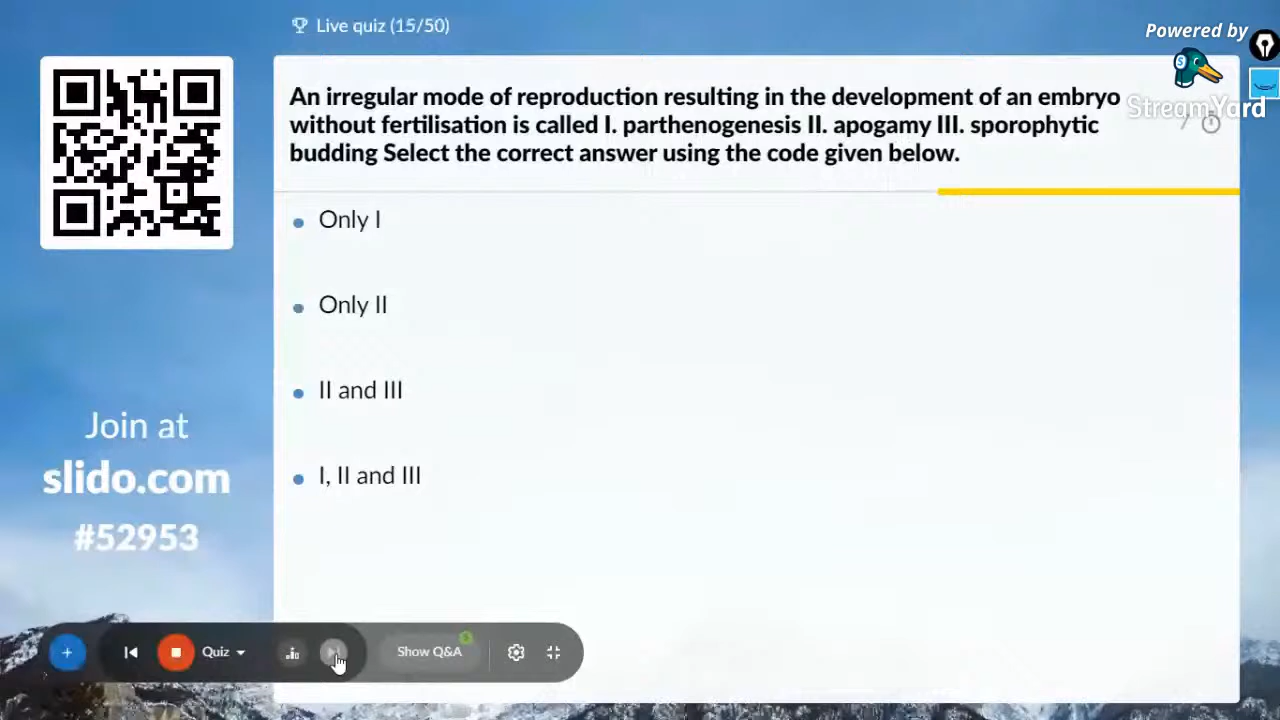 Live quiz (15/50)
Powered by
StreamYard
An irregular mode of reproduction resulting in the development of an embryo
without fertilisation is called I. parthenogenesis II. apogamy III. sporophytic
budding Select the correct answer using the code given below.
Only I
Only II
II and III
I, II and III
Join at
slido.com
#52953
Quiz
Show Q&A